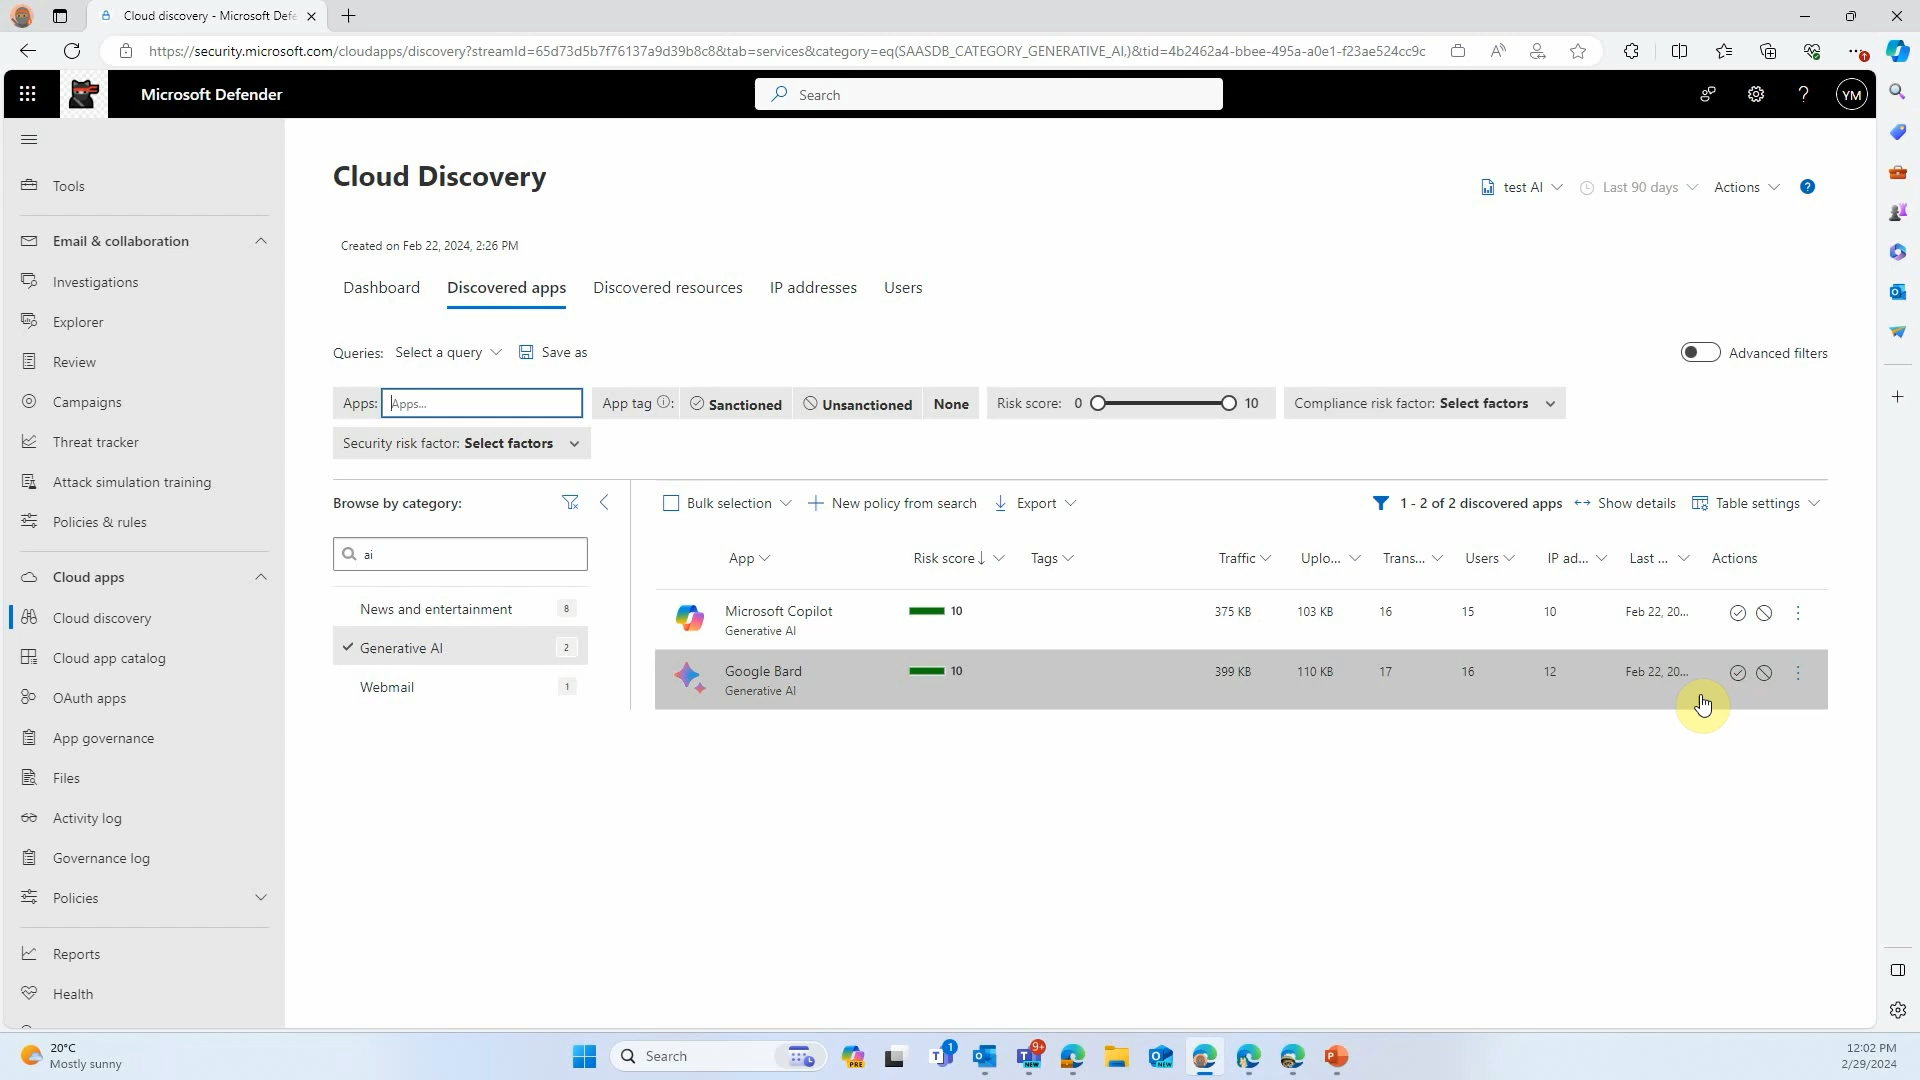 Cloud discovery - Microsoft Defe
https://security.microsoft.com/cloudapps/discovery?streamId=65d73d5b7f76137a9d39b8c8&tab=services&category=eq(SAASDB_CATEGORY_GENERATIVE_AI,)&tid=4b2462a4-bbee-495a-a0e1-f23ae524cc9c
Microsoft Defender
Search
YM
Tools
Email & collaboration
Investigations
Explorer
Review
Campaigns
Threat tracker
Attack simulation training
Policies & rules
Cloud apps
Cloud discovery
Cloud app catalog
OAuth apps
App governance
Files
Activity log
Governance log
Policies
Reports
Health
Cloud Discovery
test AI
Last 90 days
Actions
Created on Feb 22, 2024, 2:26 PM
Dashboard Discovered apps Discovered resources IP addresses Users
Queries: Select a query Save as
Advanced filters
Apps: Apps... App tag : Sanctioned Unsanctioned None Risk score: 0 10 Compliance risk factor: Select factors
Security risk factor: Select factors
Browse by category:
ai
News and entertainment 8
Generative AI 2
Webmail 1
Bulk selection New policy from search Export 1 - 2 of 2 discovered apps Show details Table settings
App Risk score Tags Traffic Uplo... Trans... Users IP ad... Last ... Actions
Microsoft Copilot 10 375 KB 103 KB 16 15 10 Feb 22, 20...
Generative AI
Google Bard 10 399 KB 110 KB 17 16 12 Feb 22, 20...
Generative AI
20°C
Mostly sunny
Search
PRE
1
NEW
9+
NEW
12:02 PM
2/29/2024